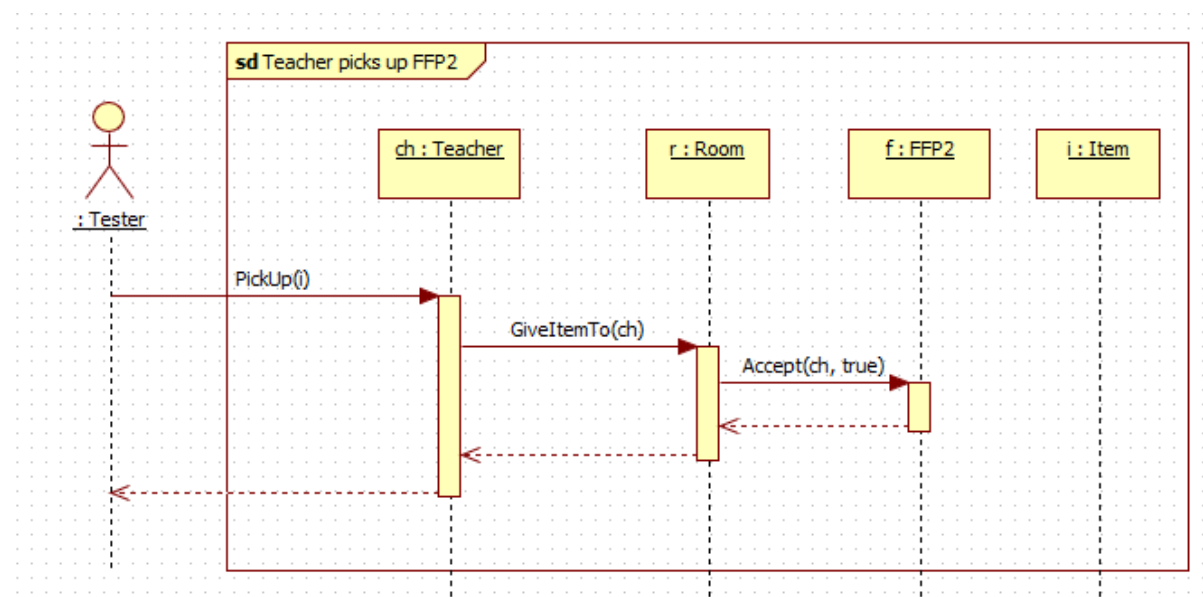 sd Teacher picks up FFP2
ch : Teacher
r : Room
f : FFP2
i : Item
: Tester
PickUp(i)
GiveItemTo(ch)
Accept(ch, true)